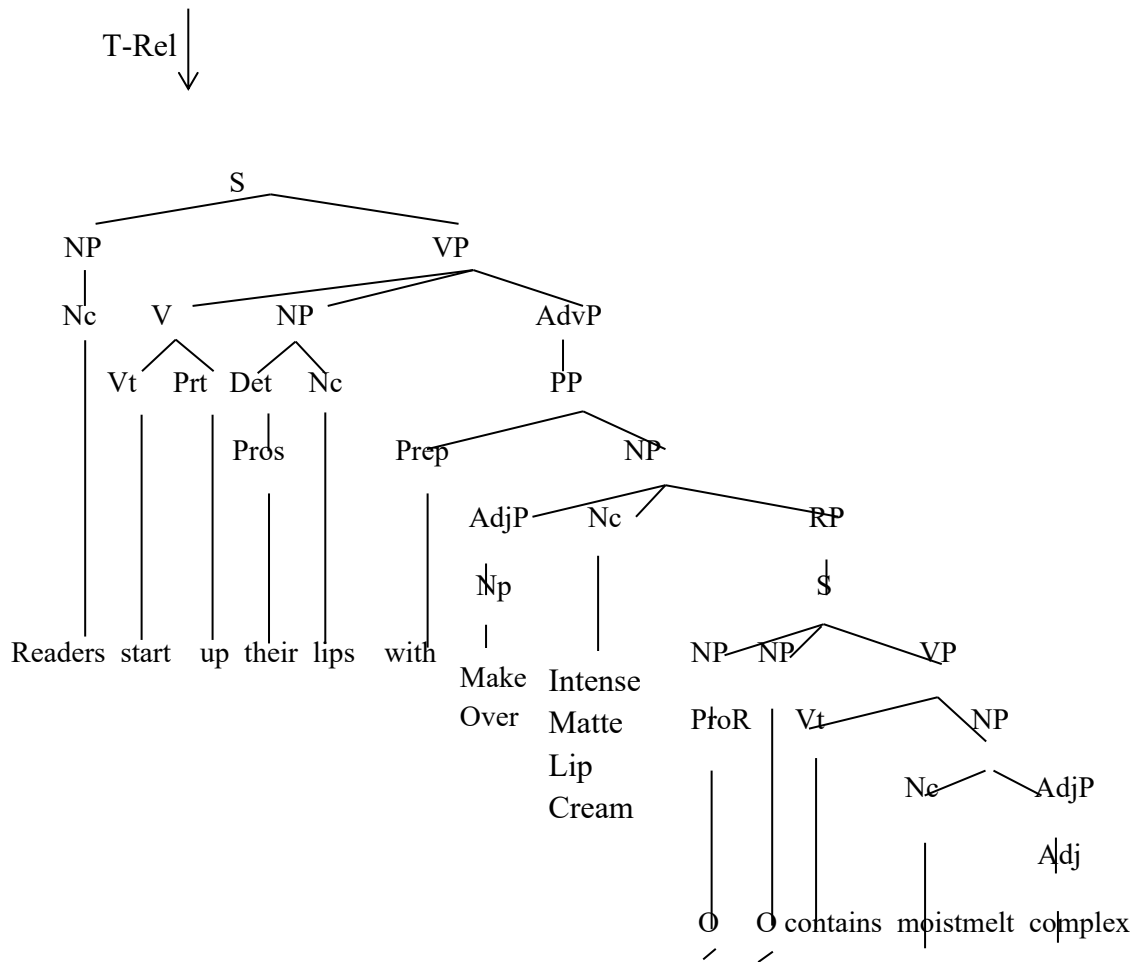 T-Rel
S
NP VP
Nc V NP AdvP
Vt Prt Det Nc PP
Pros Prep NP
AdjP Nc RP
Np S
Readers start up their lips with NP NP VP
Make Intense
Over Matte ProR Vt NP
Lip Nc AdjP
Cream
Adj
O O contains moistmelt complex